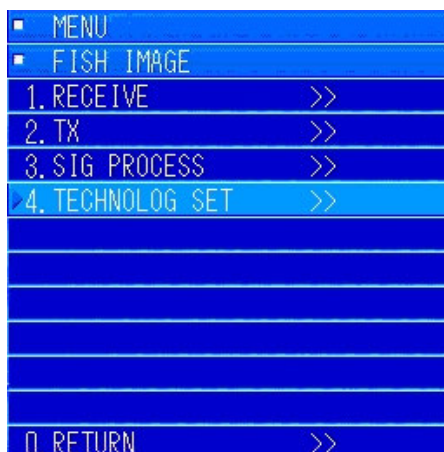 MENU
FISH IMAGE
1. RECEIVE >>
2. TX >>
3. SIG PROCESS >>
4. TECHNOLOG SET >>
0. RETURN >>